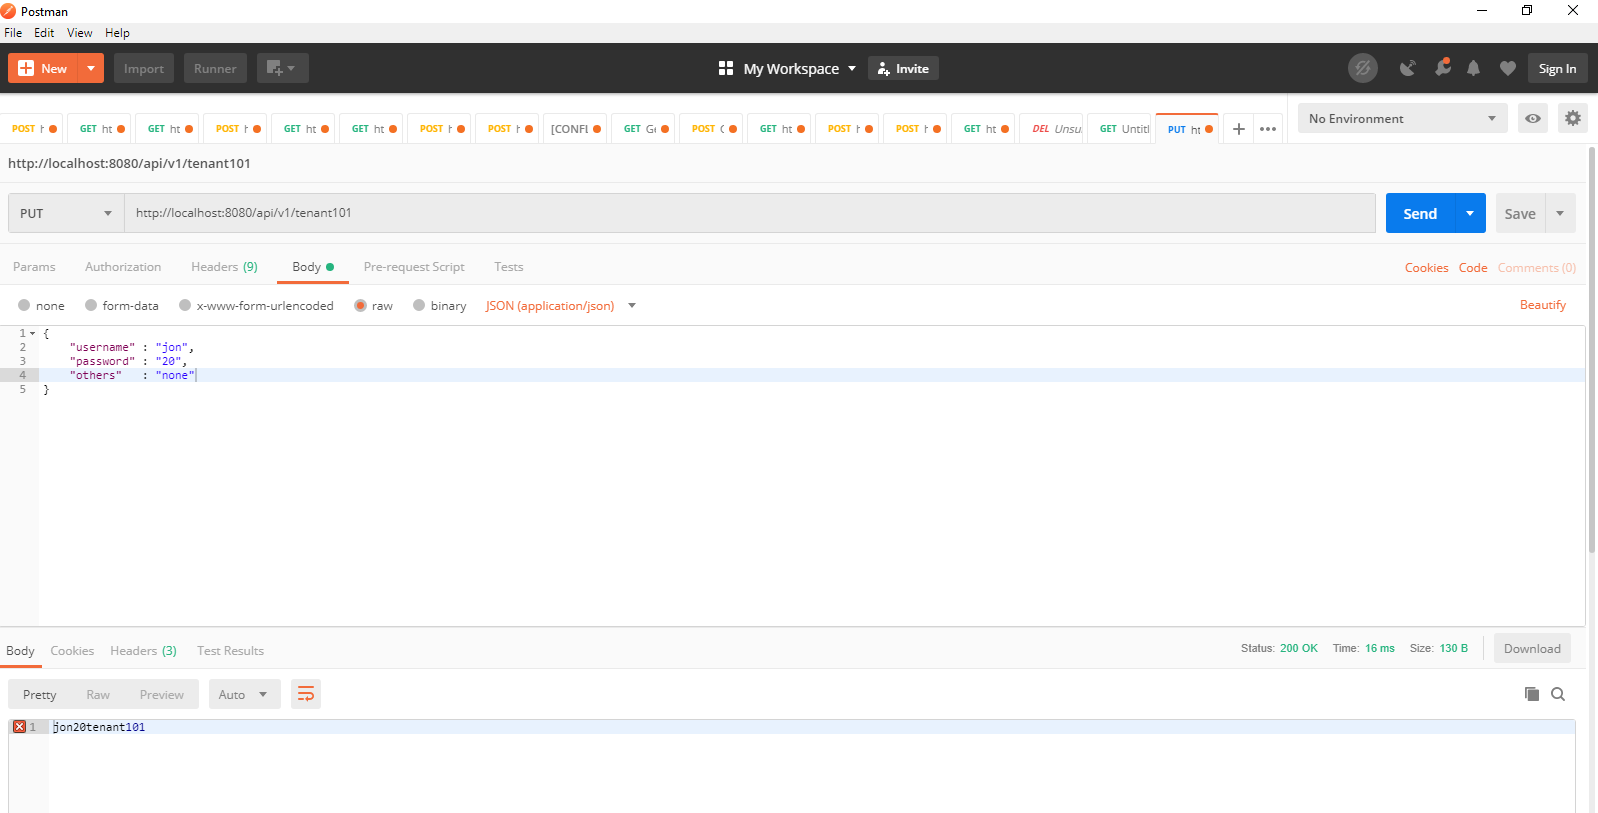 Postman
File Edit View Help
New Import Runner My Workspace Invite Sign In
POST h GET ht GET ht POST h GET ht GET ht POST h POST h [CONFL GET Ge POST GET ht POST h POST h GET ht DEL Unsu GET Untitl PUT ht + ••• No Environment
http://localhost:8080/api/v1/tenant101
PUT http://localhost:8080/api/v1/tenant101 Send Save
Params Authorization Headers (9) Body Pre-request Script Tests Cookies Code Comments (0)
none form-data x-www-form-urlencoded raw binary JSON (application/json) Beautify
1 {
2 "username" : "jon",
3 "password" : "20",
4 "others" : "none"
5 }
Body Cookies Headers (3) Test Results Status: 200 OK Time: 16 ms Size: 130 B Download
Pretty Raw Preview Auto
1 jon20tenant101